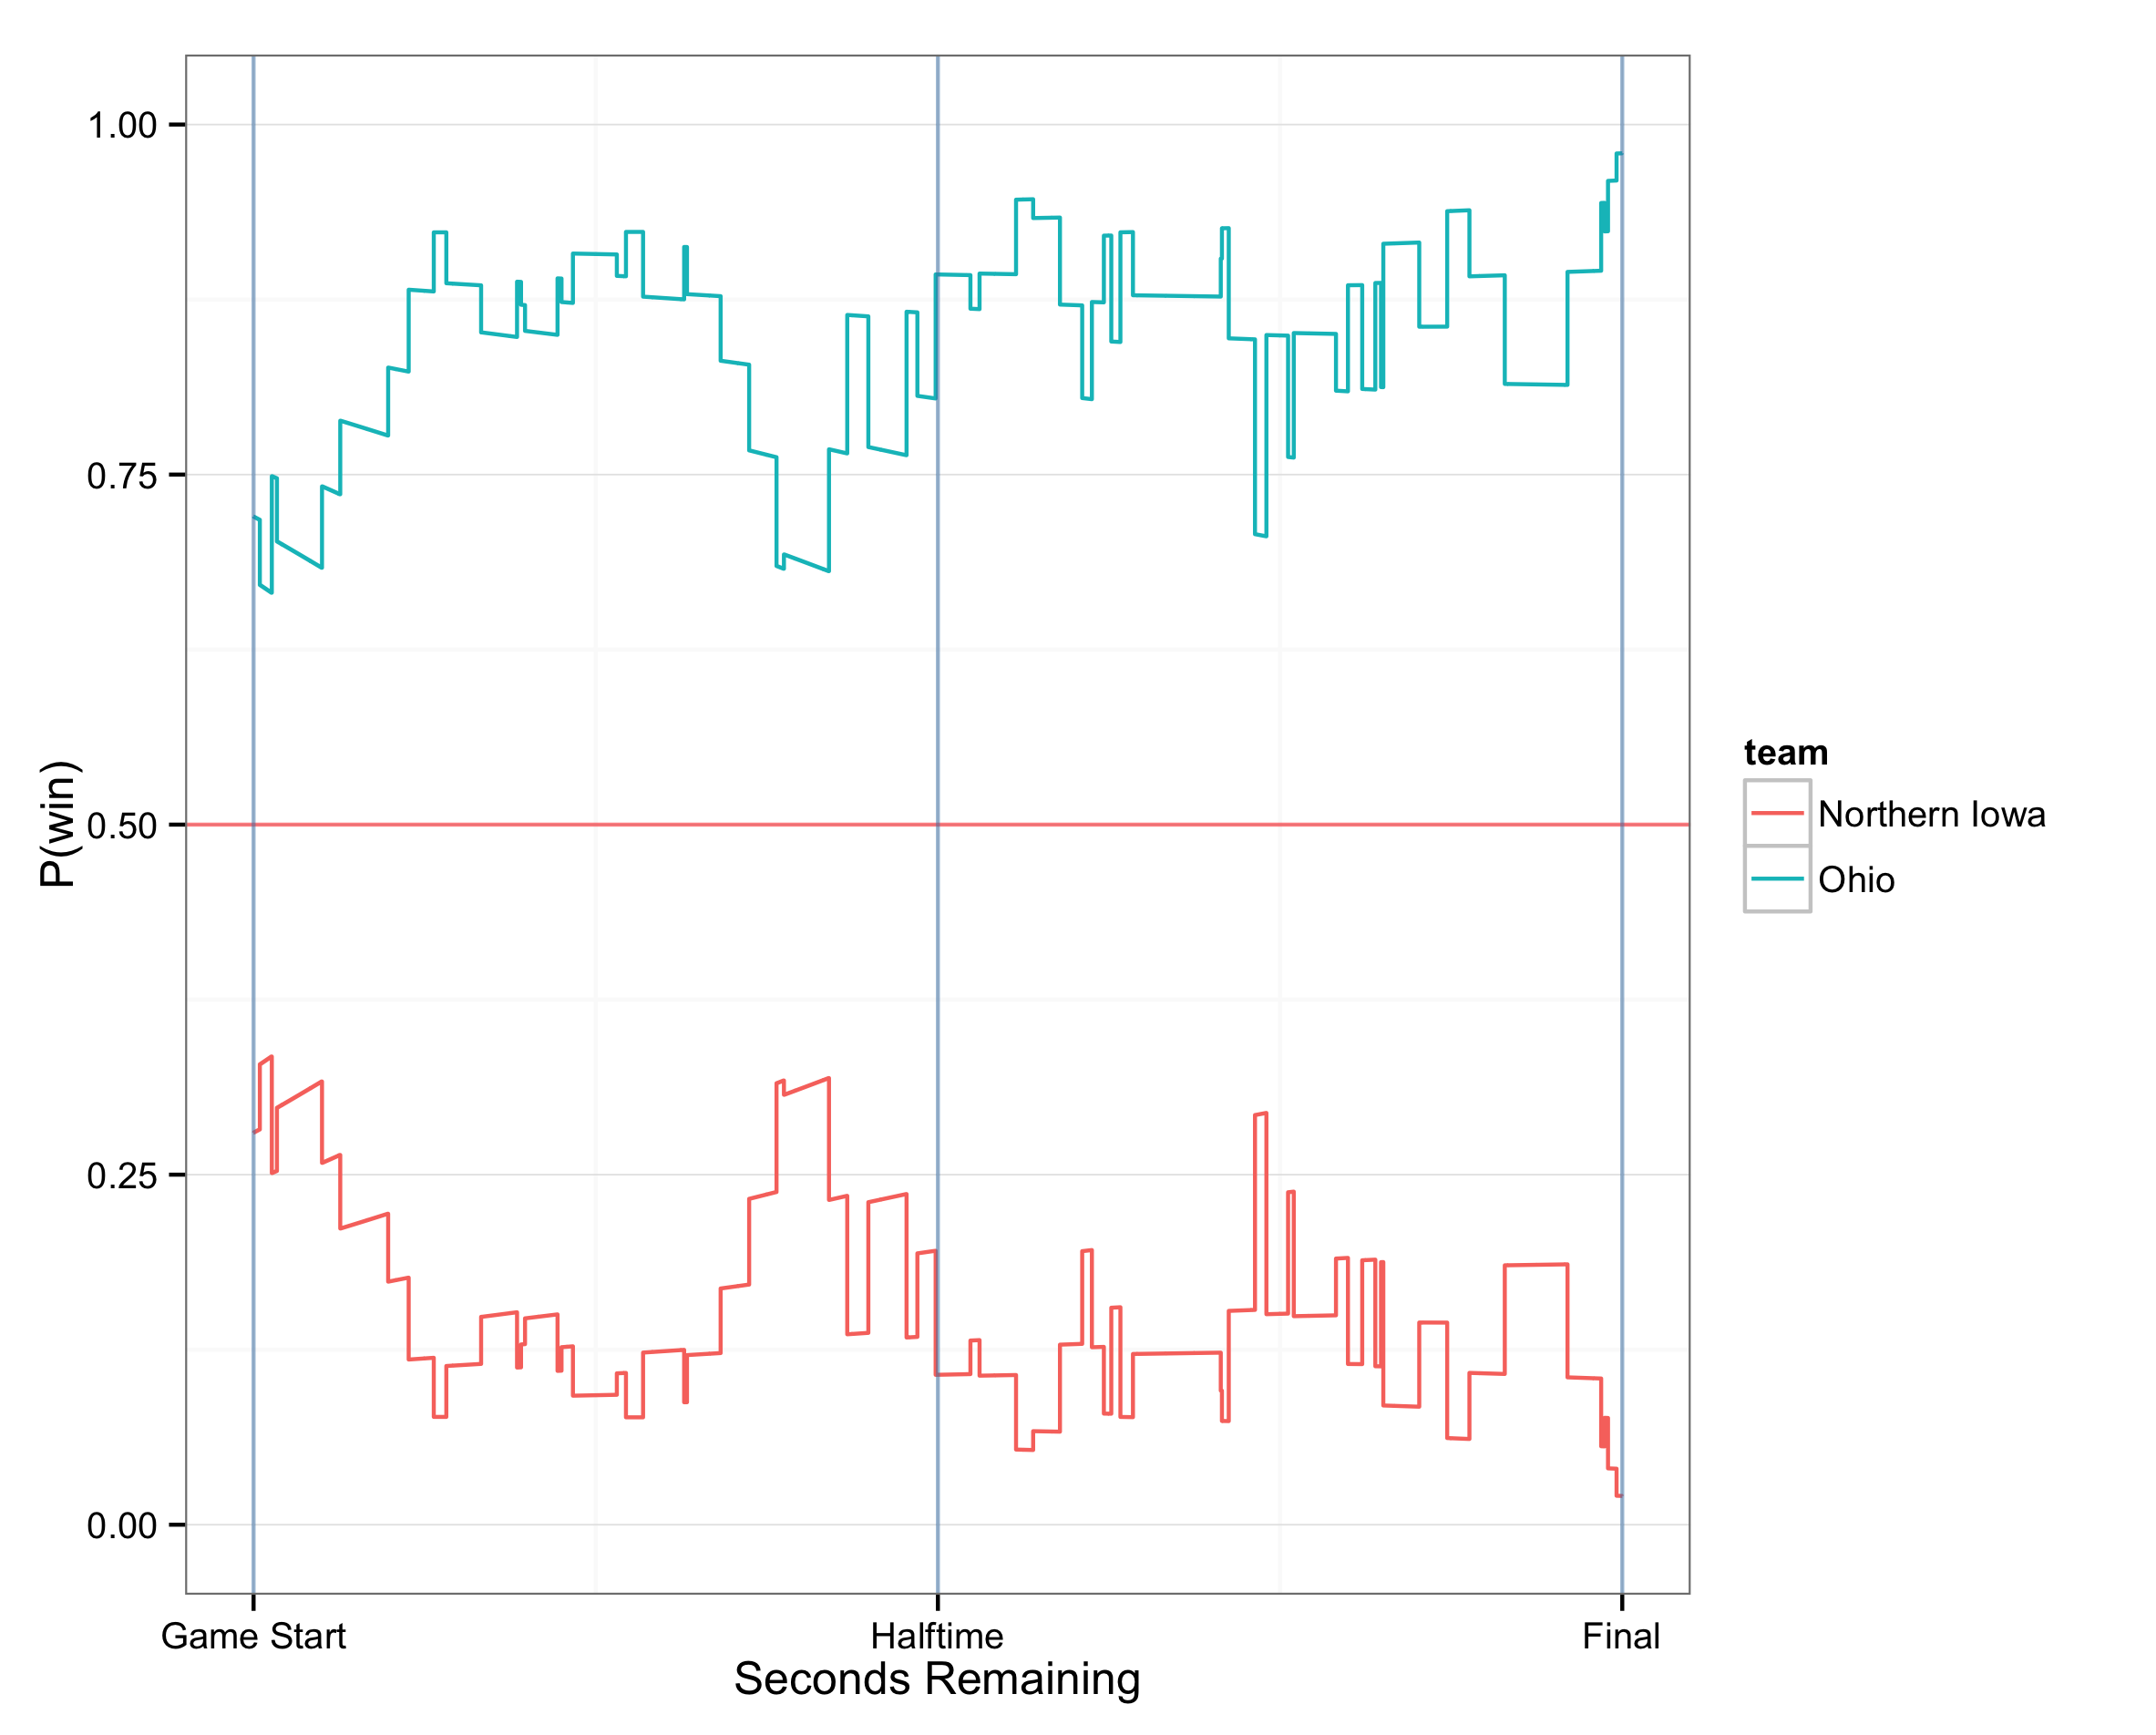 1.00
0.75
0.50
0.25
0.00
P(win)
Game Start
Halftime
Final
Seconds Remaining
team
Northern Iowa
Ohio